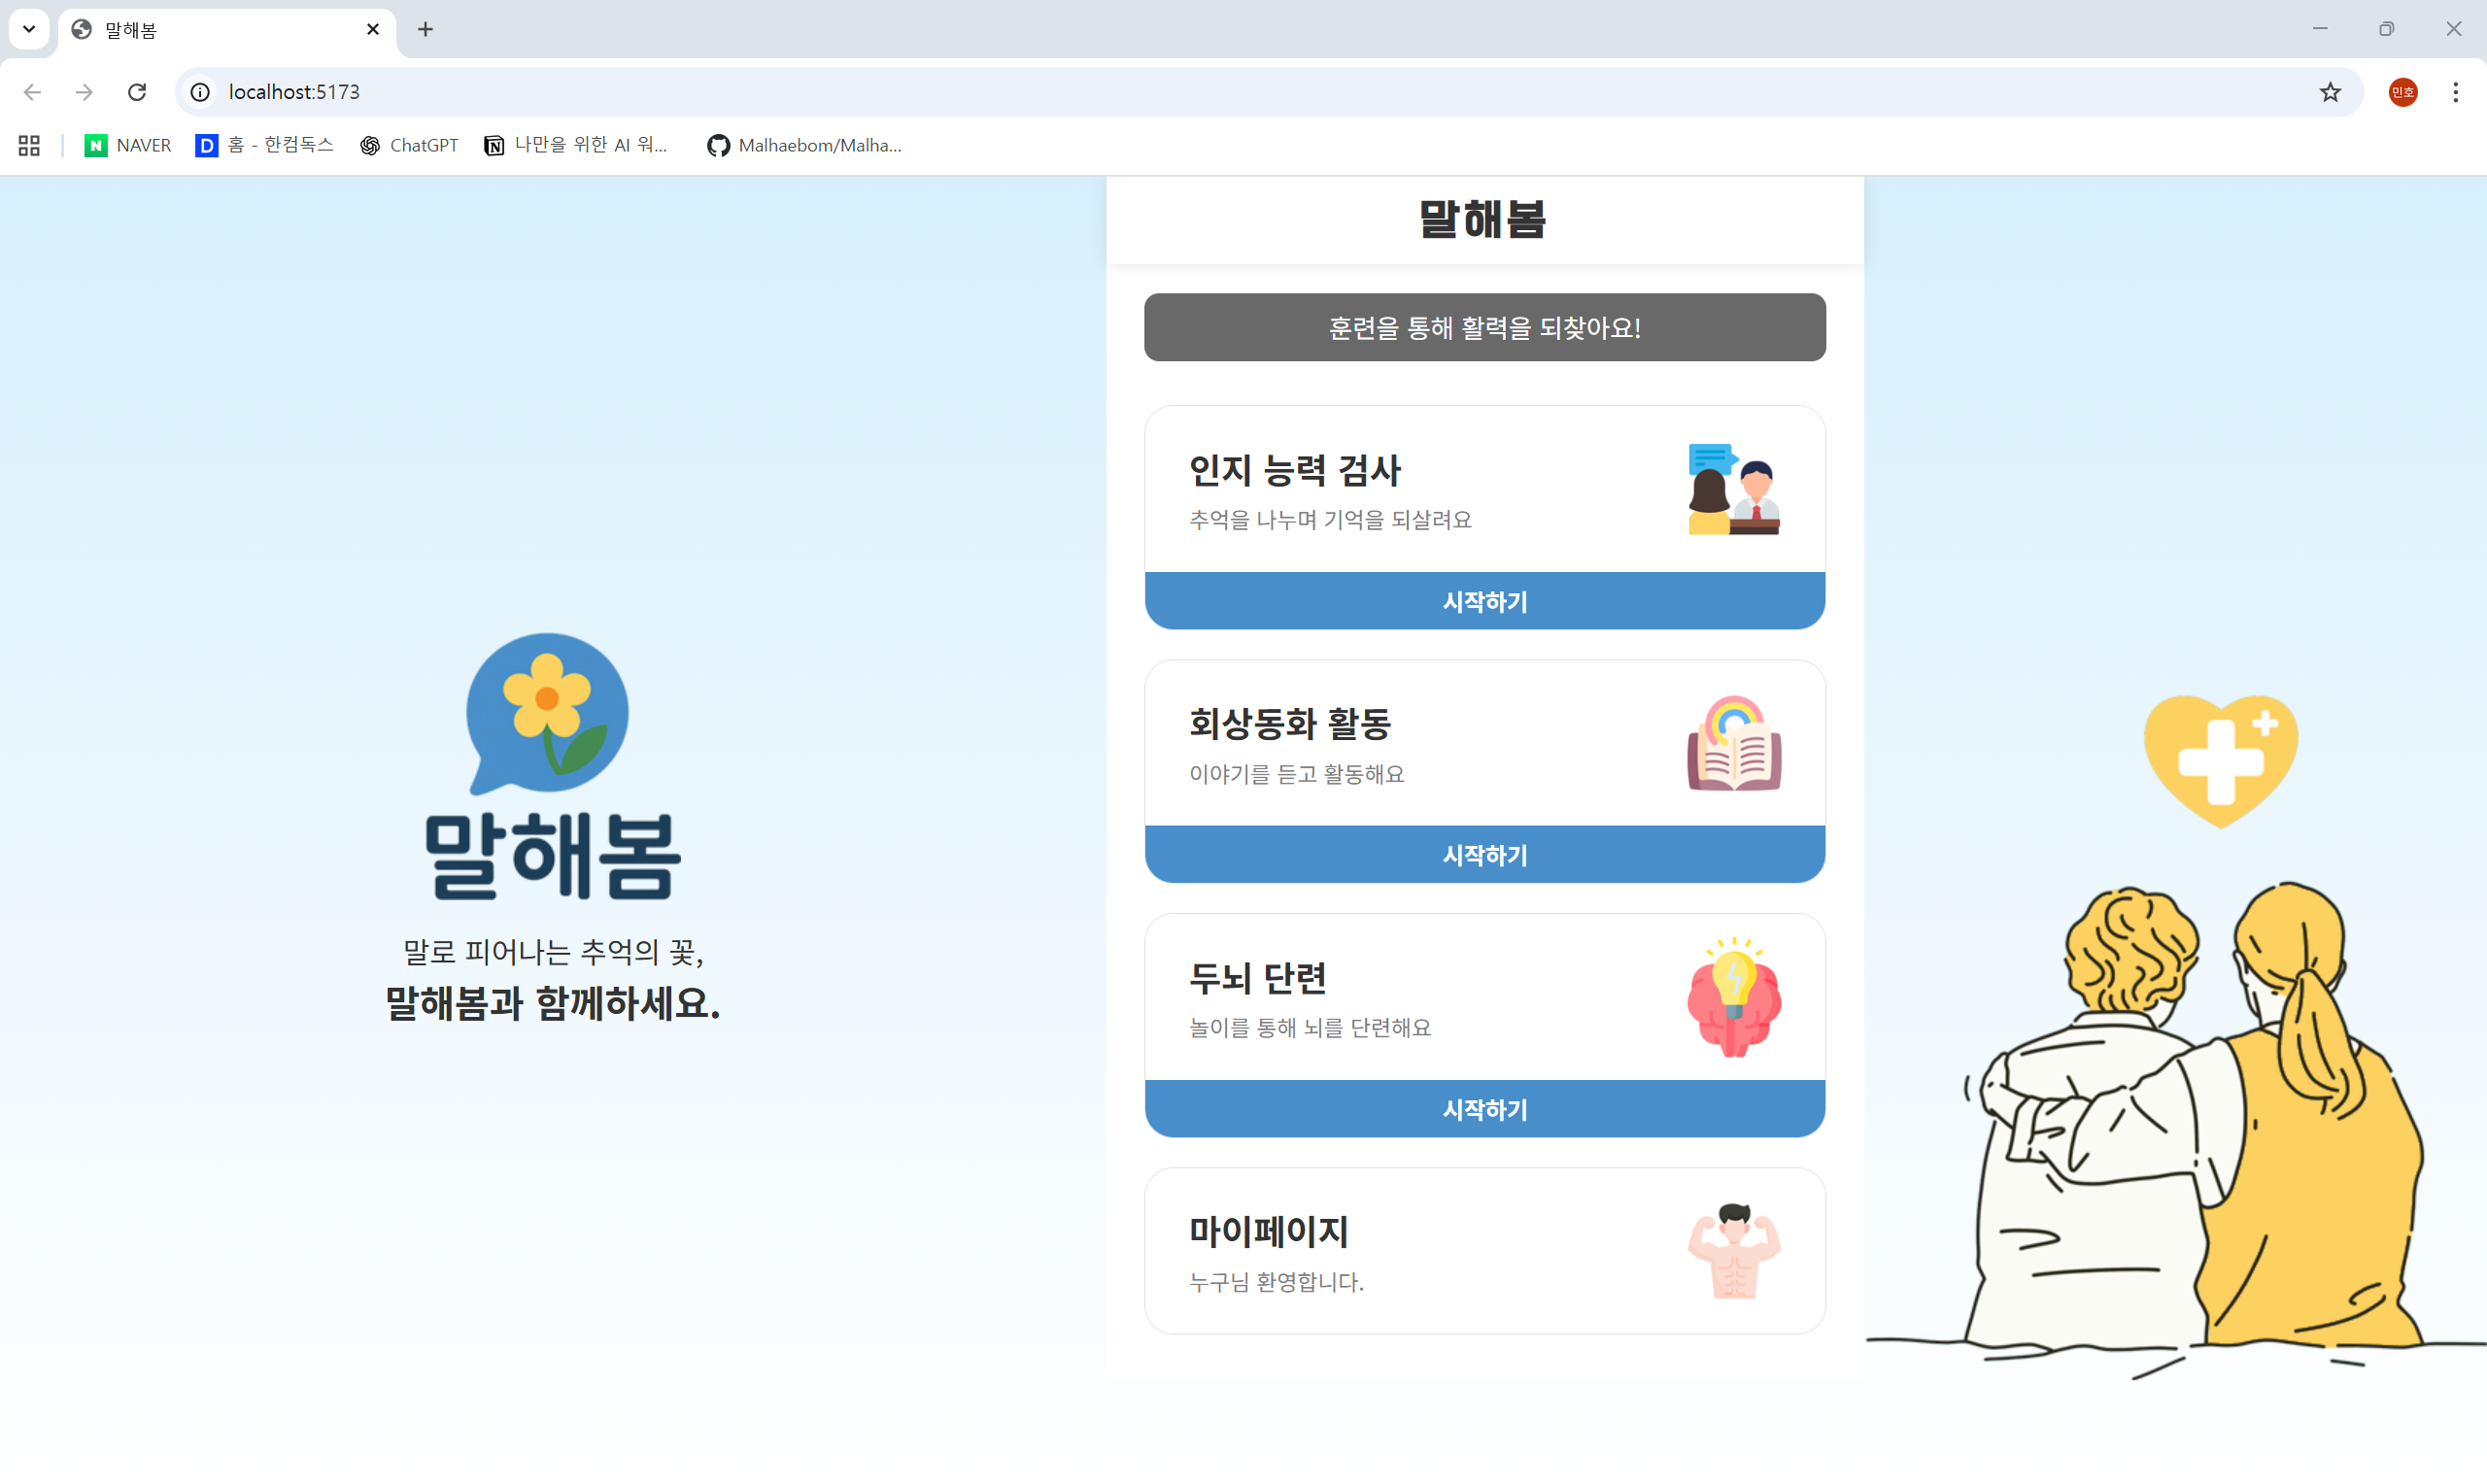 말해봄
localhost:5173
민호
NAVER
홈 - 한컴독스
ChatGPT
나만을 위한 AI 워...
Malhaebom/Malha...
말해봄
훈련을 통해 활력을 되찾아요!
인지 능력 검사
추억을 나누며 기억을 되살려요
시작하기
회상동화 활동
이야기를 듣고 활동해요
시작하기
두뇌 단련
놀이를 통해 뇌를 단련해요
시작하기
마이페이지
누구님 환영합니다.
말해봄
말로 피어나는 추억의 꽃,
말해봄과 함께하세요.